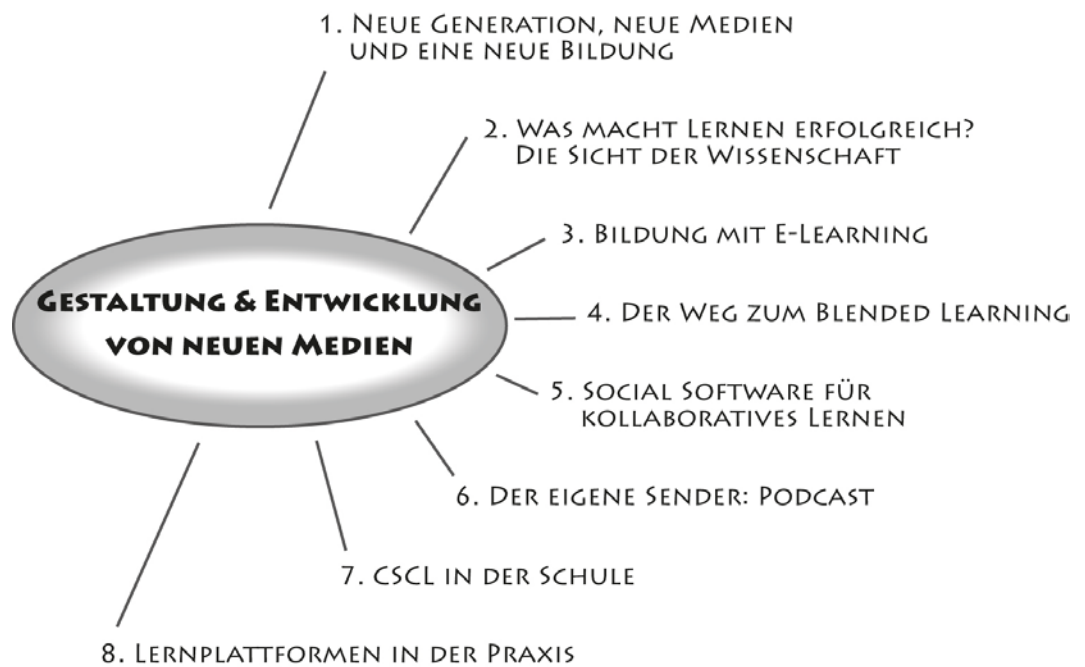 1. Neue Generation, neue Medien
und eine neue Bildung
2. Was macht Lernen erfolgreich?
Die Sicht der Wissenschaft
3. Bildung mit E-Learning
Gestaltung & Entwicklung
von neuen Medien
4. Der Weg zum Blended Learning
5. Social Software für
kollaboratives Lernen
6. Der eigene Sender: Podcast
7. CSCL in der Schule
8. Lernplattformen in der Praxis